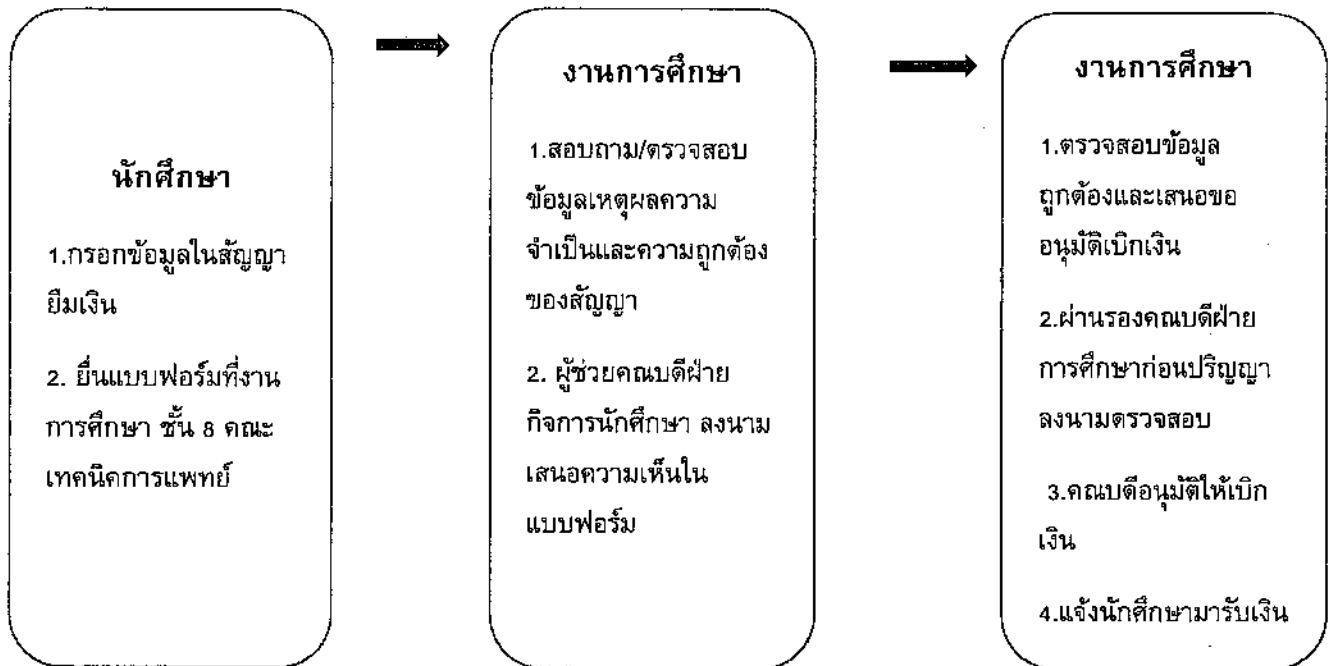 นักศึกษา
1.กรอกข้อมูลในสัญญา
ยืมเงิน
2. ยื่นแบบฟอร์มที่งาน
การศึกษา ชั้น 8 คณะ
เทคนิคการแพทย์
งานการศึกษา
1.สอบถาม/ตรวจสอบ
ข้อมูลเหตุผลความ
จำเป็นและความถูกต้อง
ของสัญญา
2. ผู้ช่วยคณบดีฝ่าย
กิจการนักศึกษา ลงนาม
เสนอความเห็นใน
แบบฟอร์ม
งานการศึกษา
1.ตรวจสอบข้อมูล
ถูกต้องและเสนอขอ
อนุมัติเบิกเงิน
2.ผ่านรองคณบดีฝ่าย
การศึกษาก่อนปริญญา
ลงนามตรวจสอบ
3.คณบดีอนุมัติให้เบิก
เงิน
4.แจ้งนักศึกษามารับเงิน